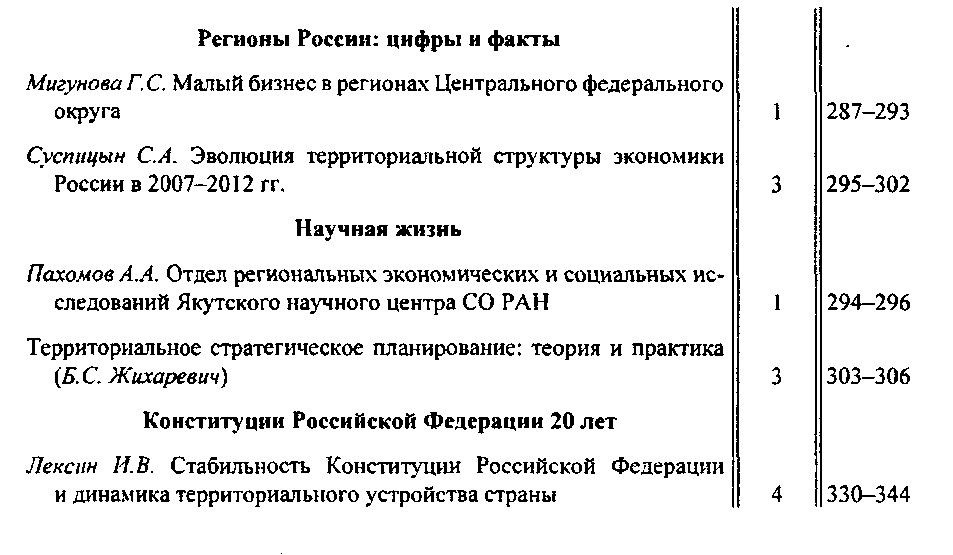 Регионы России: цифры и факты
Мигунова Г.С. Малый бизнес в регионах Центрального федерального
округа 1 287–293
Суспицын С.А. Эволюция территориальной структуры экономики
России в 2007–2012 гг. 3 295–302
Научная жизнь
Пахомов А.А. Отдел региональных экономических и социальных ис-
следований Якутского научного центра СО РАН 1 294–296
Территориальное стратегическое планирование: теория и практика
(Б.С. Жихаревич) 3 303–306
Конституции Российской Федерации 20 лет
Лексин И.В. Стабильность Конституции Российской Федерации
и динамика территориального устройства страны 4 330–344